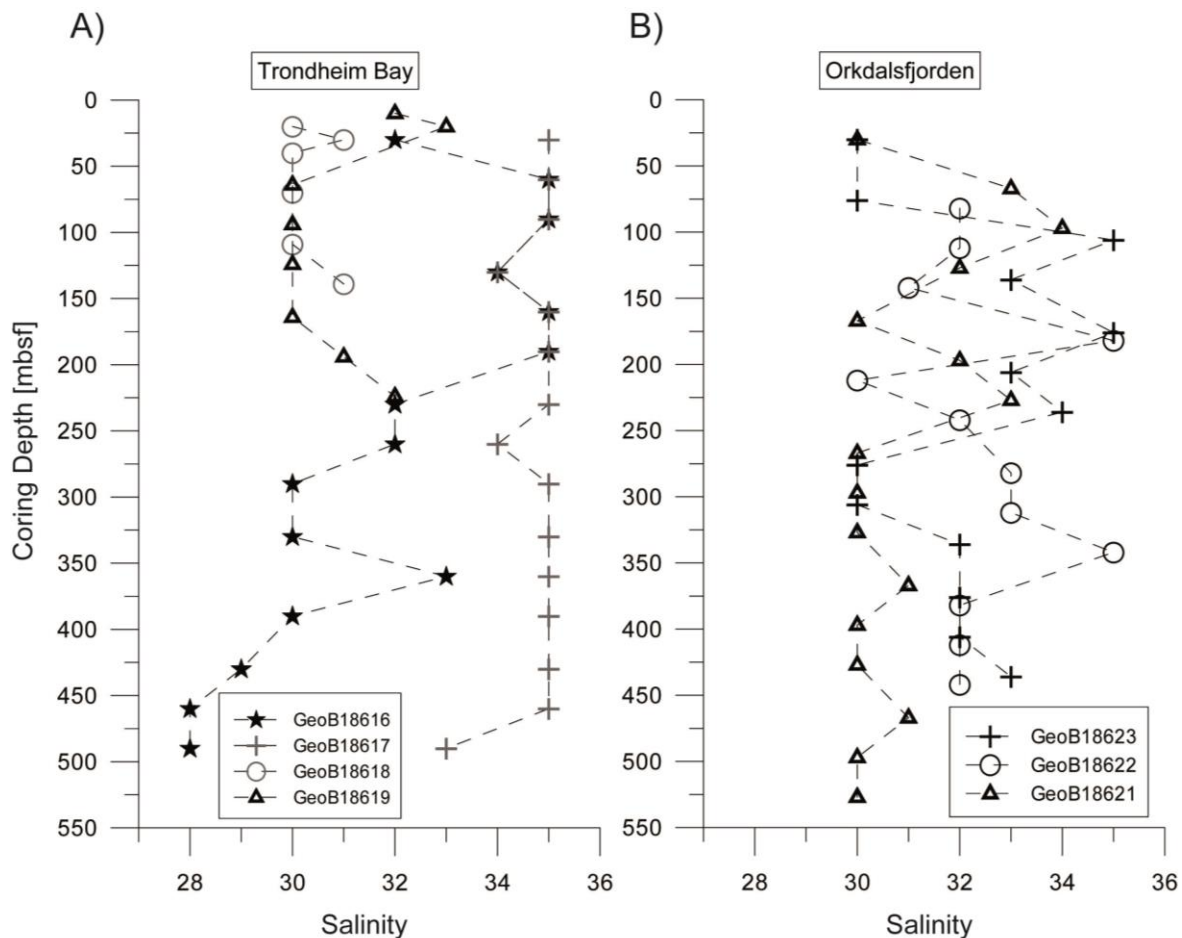 A)
B)
Trondheim Bay
Orkdalsfjorden
0
50
100
150
200
250
300
350
400
450
500
550
Coring Depth [mbsf]
GeoB18616
GeoB18617
GeoB18618
GeoB18619
28
30
32
34
36
Salinity
0
50
100
150
200
250
300
350
400
450
500
550
GeoB18623
GeoB18622
GeoB18621
28
30
32
34
36
Salinity